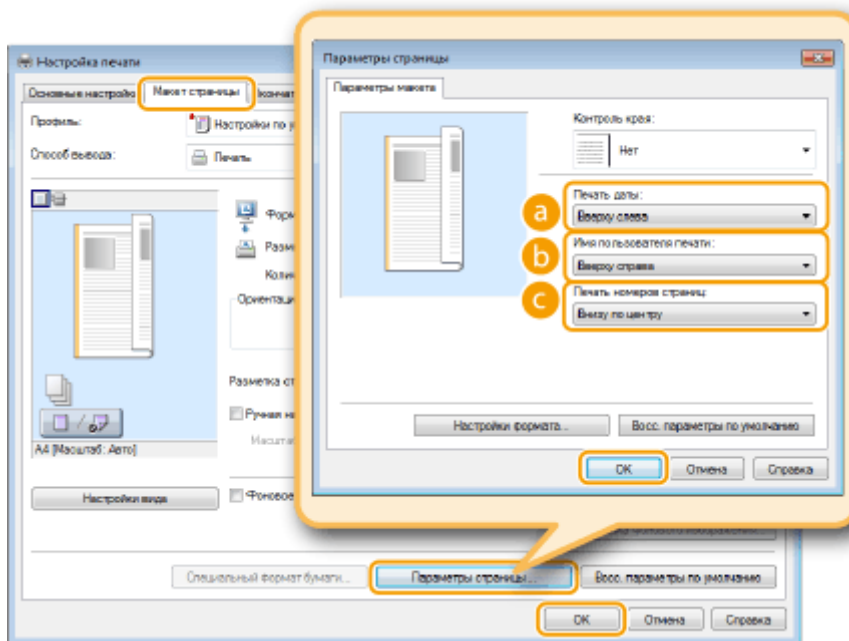 Настройка печати
Основные настройки
Макет страницы
Профиль:
Настройки по у
Способ вывода:
Печать
Форм
Разм
Колич
Ориентаци
Разметка ст
Ручная на
Масштаб
A4 [Масштаб: Авто]
Настройки вида
Фоновое
Специальный формат бумаги...
Параметры страницы...
Восс. параметры по умолчанию
OK
Отмена
Справка
Параметры страницы
Параметры макета
Контроль края:
Нет
a
Печать даты:
Вверху слева
b
Имя пользователя печати:
Вверху справа
c
Печать номеров страниц:
Внизу по центру
Настройки формата...
Восс. параметры по умолчанию
OK
Отмена
Справка